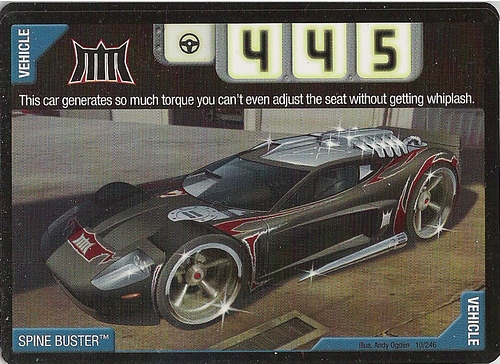 VEHICLE
4 4 5
This car generates so much torque you can't even adjust the seat without getting whiplash.
SPINE BUSTER™
Illus. Andy Ogden 10/246
VEHICLE